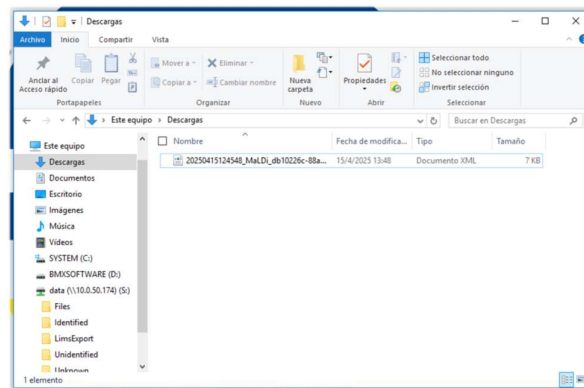 Descargas
Archivo Inicio Compartir Vista
Anclar al Acceso rápido
Copiar
Pegar
Mover a
Copiar a
Eliminar
Cambiar nombre
Nueva carpeta
Propiedades
Seleccionar todo
No seleccionar ninguno
Invertir selección
Portapapeles Organizar Nuevo Abrir Seleccionar
Este equipo > Descargas
Buscar en Descargas
Nombre Fecha de modifica... Tipo Tamaño
20250415124548_MaLDi_db10226c-88a... 15/4/2025 13:48 Documento XML 7 KB
Este equipo
Descargas
Documentos
Escritorio
Imágenes
Música
Vídeos
SYSTEM (C:)
BMXSOFTWARE (D:)
data (\\10.0.50.174) (S:)
Files
Identified
LimsExport
Unidentified
Unknown
1 elemento